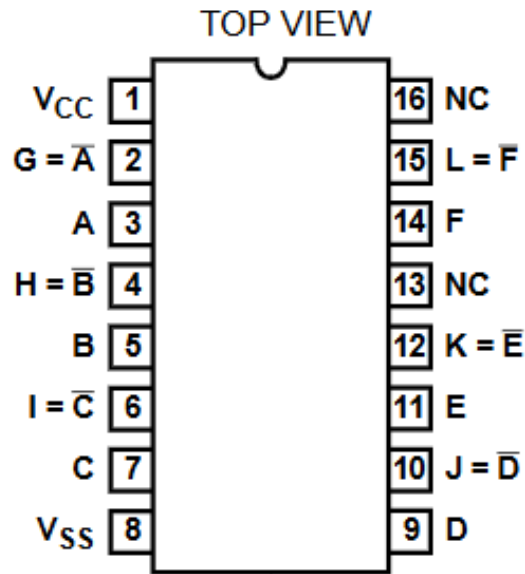 TOP VIEW
VCC 1 16 NC
G = A̅ 2 15 L = F̅
A 3 14 F
H = B̅ 4 13 NC
B 5 12 K = E̅
I = C̅ 6 11 E
C 7 10 J = D̅
VSS 8 9 D